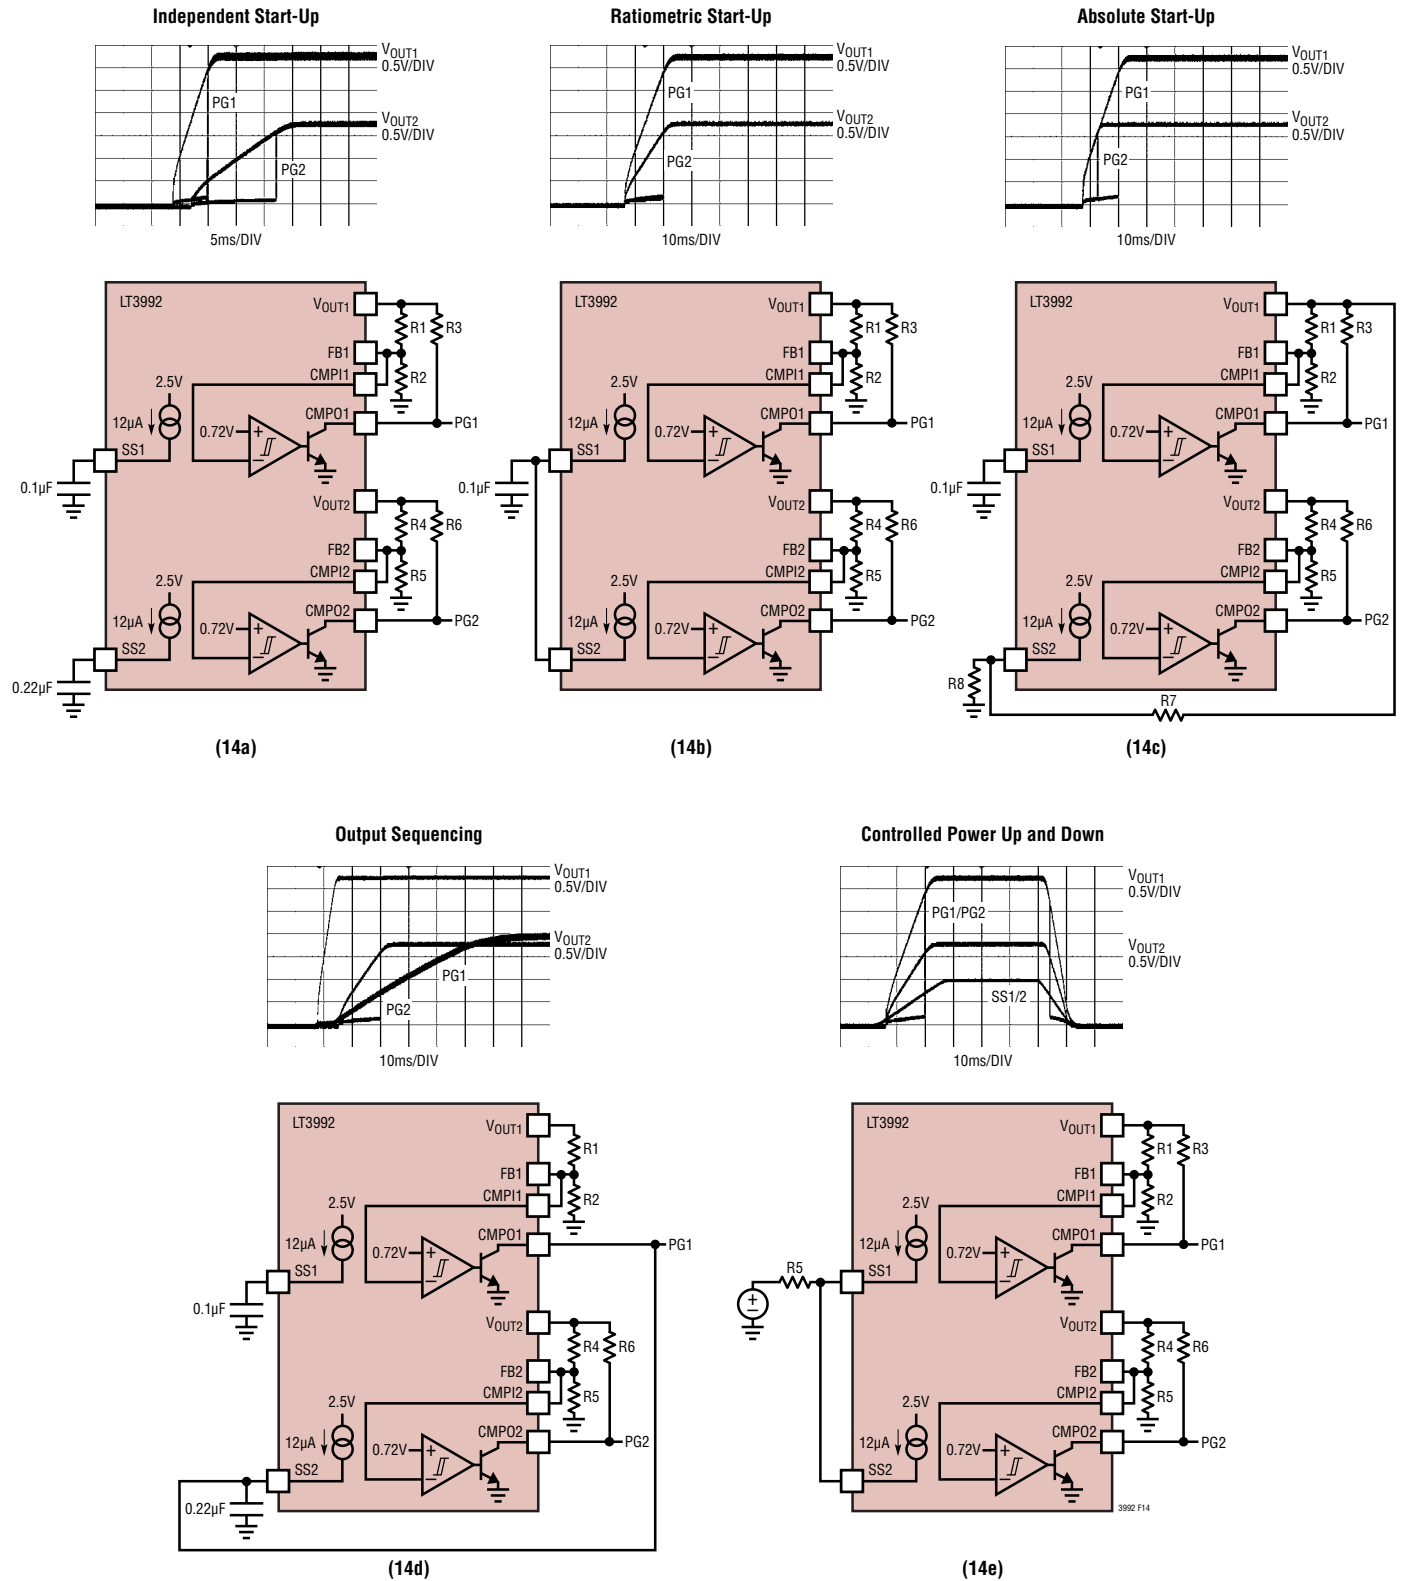 Independent Start-Up
VOUT1
0.5V/DIV
PG1
VOUT2
0.5V/DIV
PG2
5ms/DIV
LT3992
VOUT1
R1
R3
FB1
CMPI1
R2
2.5V
12µA
CMPO1
0.72V
+
–
PG1
SS1
0.1µF
VOUT2
R4
R6
FB2
CMPI2
R5
2.5V
12µA
CMPO2
0.72V
+
–
PG2
SS2
0.22µF
(14a)
Ratiometric Start-Up
VOUT1
0.5V/DIV
PG1
VOUT2
0.5V/DIV
PG2
10ms/DIV
LT3992
VOUT1
R1
R3
FB1
CMPI1
R2
2.5V
12µA
CMPO1
0.72V
+
–
PG1
SS1
0.1µF
VOUT2
R4
R6
FB2
CMPI2
R5
2.5V
12µA
CMPO2
0.72V
+
–
PG2
SS2
(14b)
Absolute Start-Up
VOUT1
0.5V/DIV
PG1
VOUT2
0.5V/DIV
PG2
10ms/DIV
LT3992
VOUT1
R1
R3
FB1
CMPI1
R2
2.5V
12µA
CMPO1
0.72V
+
–
PG1
SS1
0.1µF
VOUT2
R4
R6
FB2
CMPI2
R5
2.5V
12µA
CMPO2
0.72V
+
–
PG2
SS2
R8
R7
(14c)
Output Sequencing
VOUT1
0.5V/DIV
VOUT2
0.5V/DIV
PG1
PG2
10ms/DIV
LT3992
VOUT1
R1
FB1
CMPI1
R2
2.5V
12µA
CMPO1
0.72V
+
–
PG1
SS1
0.1µF
VOUT2
R4
R6
FB2
CMPI2
R5
2.5V
12µA
CMPO2
0.72V
+
–
PG2
SS2
0.22µF
(14d)
Controlled Power Up and Down
VOUT1
0.5V/DIV
PG1/PG2
VOUT2
0.5V/DIV
SS1/2
10ms/DIV
LT3992
VOUT1
R1
R3
FB1
CMPI1
R2
2.5V
12µA
CMPO1
0.72V
+
–
PG1
R5
SS1
+
–
VOUT2
R4
R6
FB2
CMPI2
R5
2.5V
12µA
CMPO2
0.72V
+
–
PG2
SS2
3992 F14
(14e)